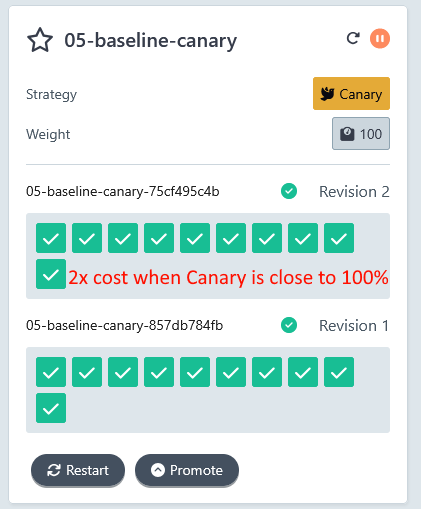 05-baseline-canary
Strategy
Canary
Weight
100
05-baseline-canary-75cf495c4b
Revision 2
2x cost when Canary is close to 100%
05-baseline-canary-857db784fb
Revision 1
Restart
Promote